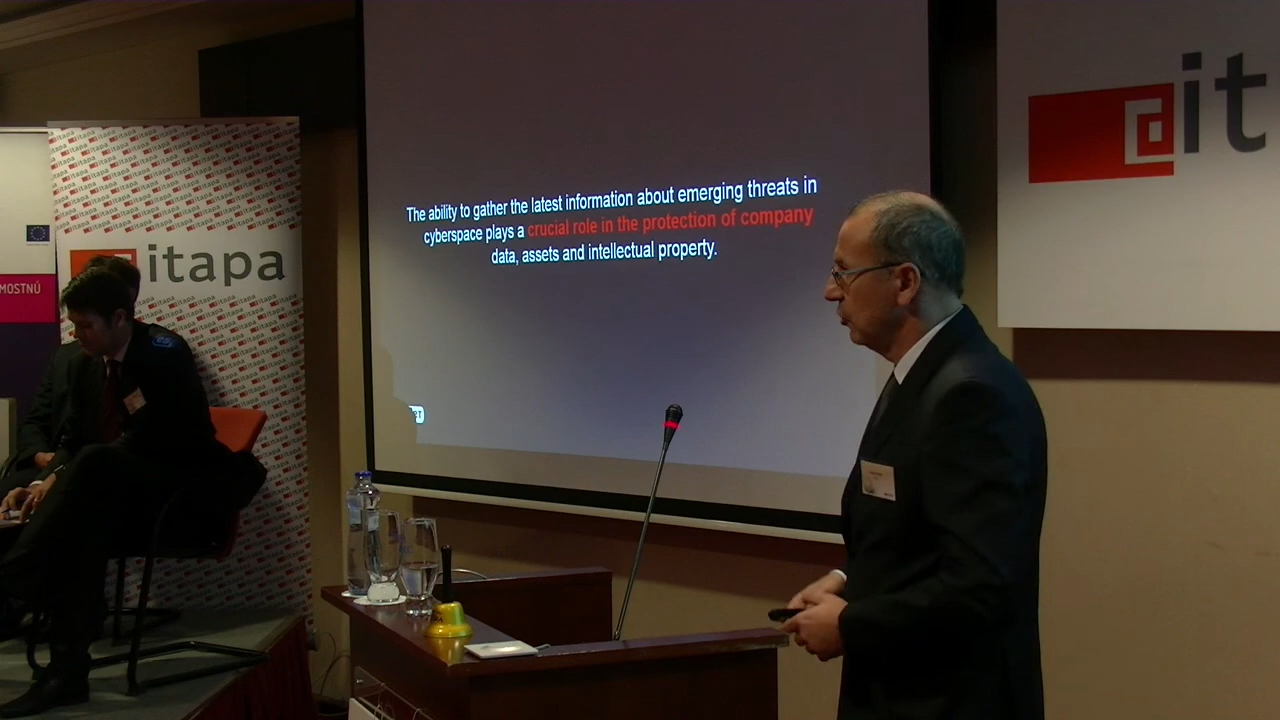 The ability to gather the latest information about emerging threats in
cyberspace plays a crucial role in the protection of company
data, assets and intellectual property.
itapa
MOSTNÚ
it
er